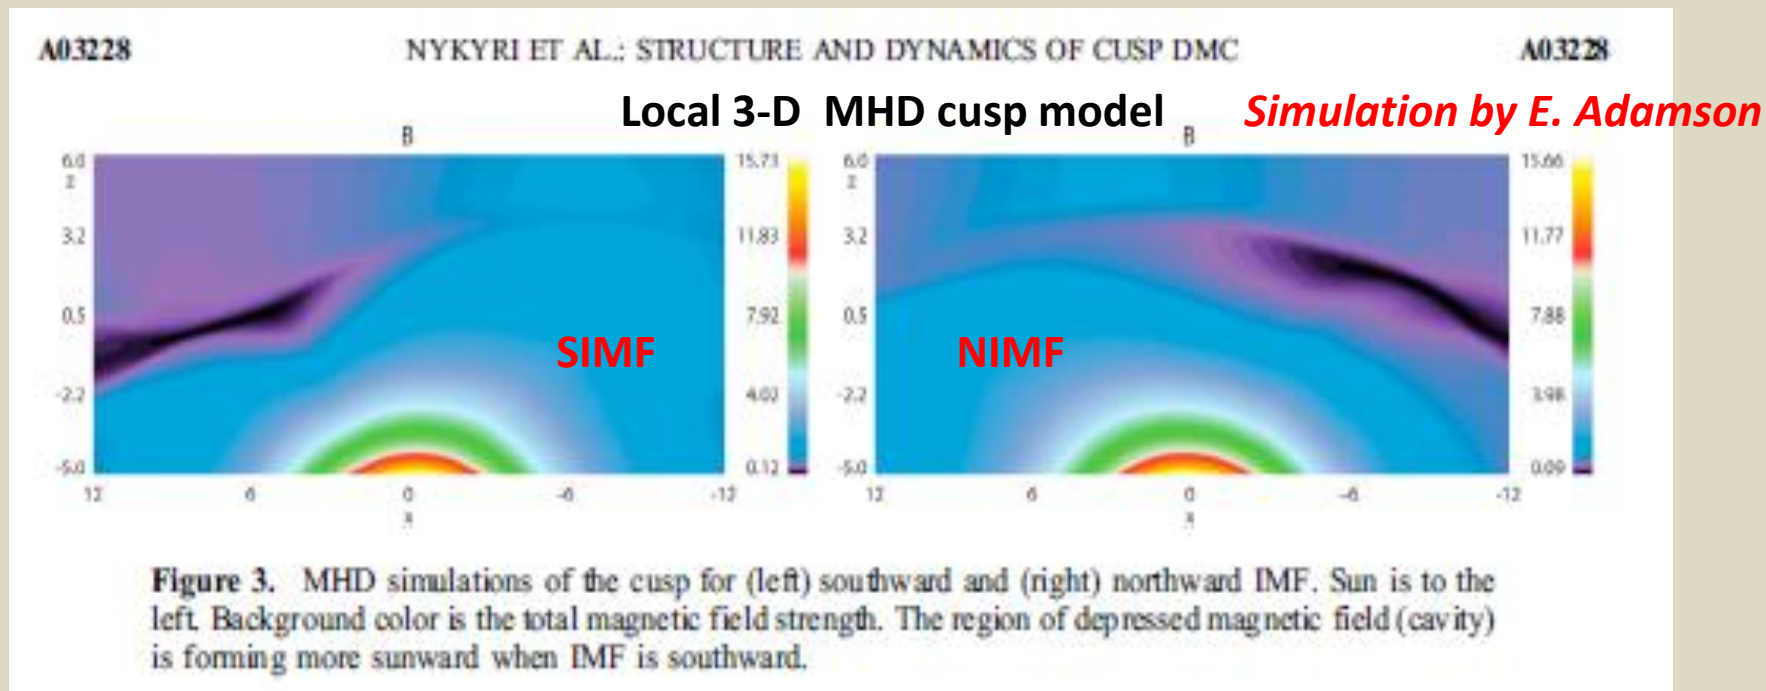 A03228 NYKYRI ET AL.: STRUCTURE AND DYNAMICS OF CUSP DMC A03228
Local 3-D MHD cusp model Simulation by E. Adamson
B B
6.0 15.73 6.0 15.66
z z
3.2 11.83 3.2 11.77
0.5 7.92 0.5 7.88
SIMF NIMF
-2.2 4.02 -2.2 3.98
-5.0 0.12 -5.0 0.09
12 6 0 -6 -12 12 6 0 -6 -12
x x
Figure 3. MHD simulations of the cusp for (left) southward and (right) northward IMF. Sun is to the
left. Background color is the total magnetic field strength. The region of depressed magnetic field (cavity)
is forming more sunward when IMF is southward.